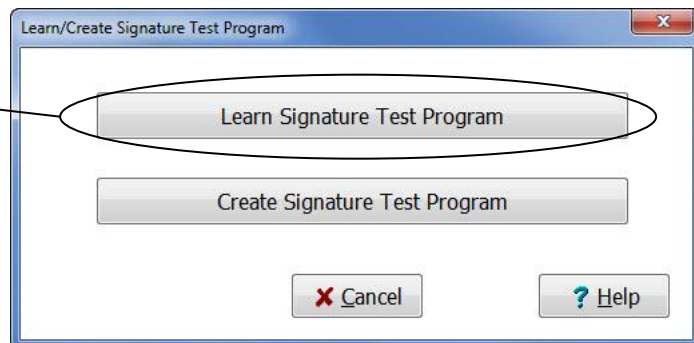 Learn/Create Signature Test Program
Learn Signature Test Program
Create Signature Test Program
Cancel
? Help